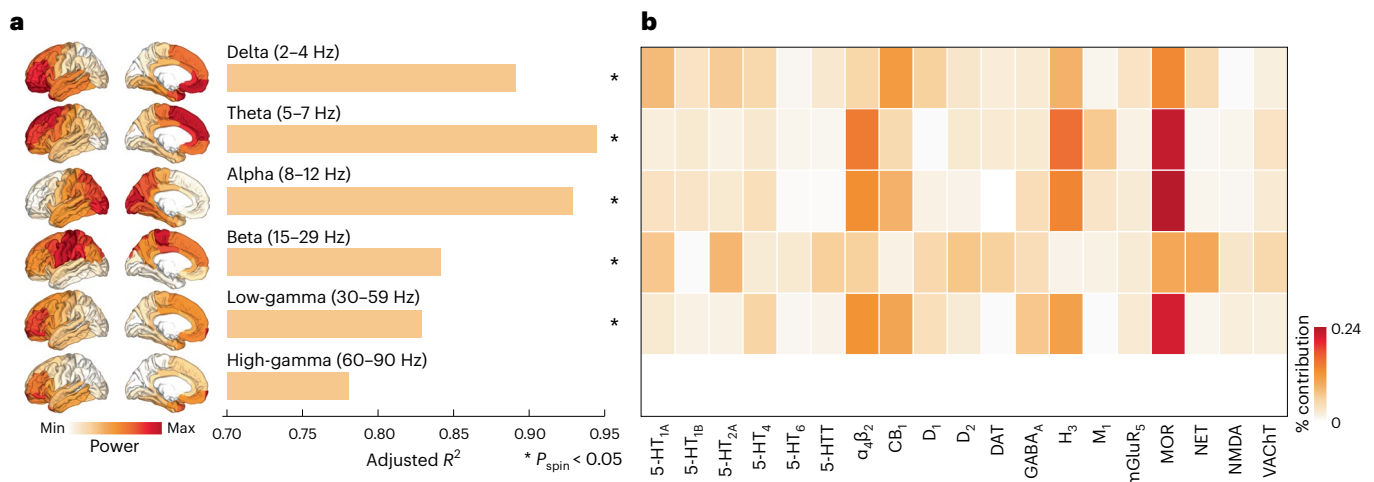 a
b
Delta (2–4 Hz)
*
Theta (5–7 Hz)
*
Alpha (8–12 Hz)
*
Beta (15–29 Hz)
*
Low-gamma (30–59 Hz)
*
High-gamma (60–90 Hz)
Min Max
Power
0.70 0.75 0.80 0.85 0.90 0.95
Adjusted R²
* Pspin < 0.05
5-HT1A
5-HT1B
5-HT2A
5-HT4
5-HT6
5-HTT
α4β2
CB1
D1
D2
DAT
GABAA
H3
M1
mGluR5
MOR
NET
NMDA
VAChT
% contribution
0.24
0